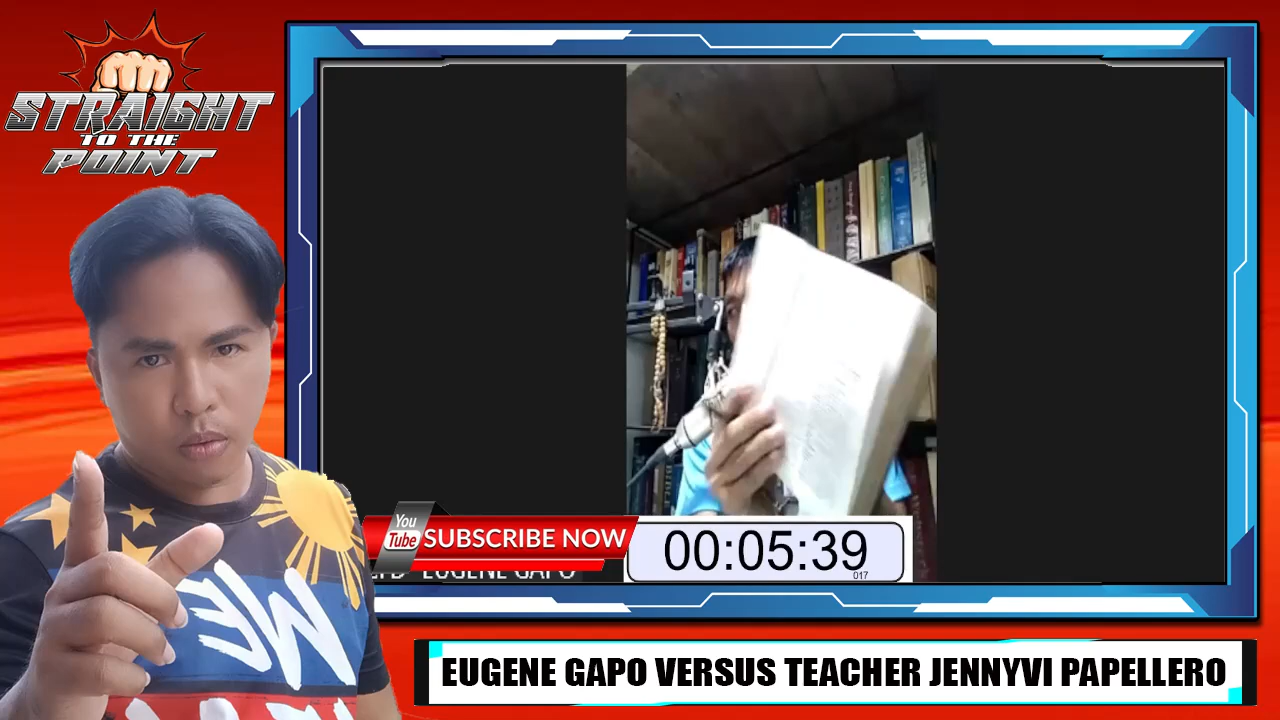 STRAIGHT
TO THE
POINT
You
Tube
SUBSCRIBE NOW
EUGENE GAPO
00:05:39
017
EUGENE GAPO VERSUS TEACHER JENNYVI PAPELLERO